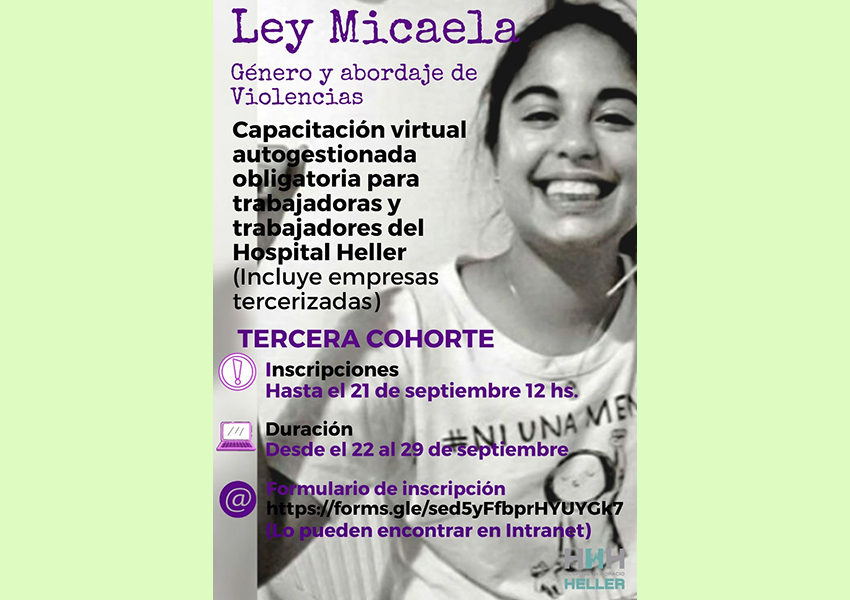 Ley Micaela
Género y abordaje de
Violencias
Capacitación virtual
autogestionada
obligatoria para
trabajadoras y
trabajadores del
Hospital Heller
(Incluye empresas
tercerizadas)
TERCERA COHORTE
Inscripciones
Hasta el 21 de septiembre 12 hs.
#NI UNA MEN
Duración
Desde el 22 al 29 de septiembre
@
Formulario de inscripción
https://forms.gle/sed5yFfbprHYUYGk7
(Lo pueden encontrar en Intranet)
HELLER